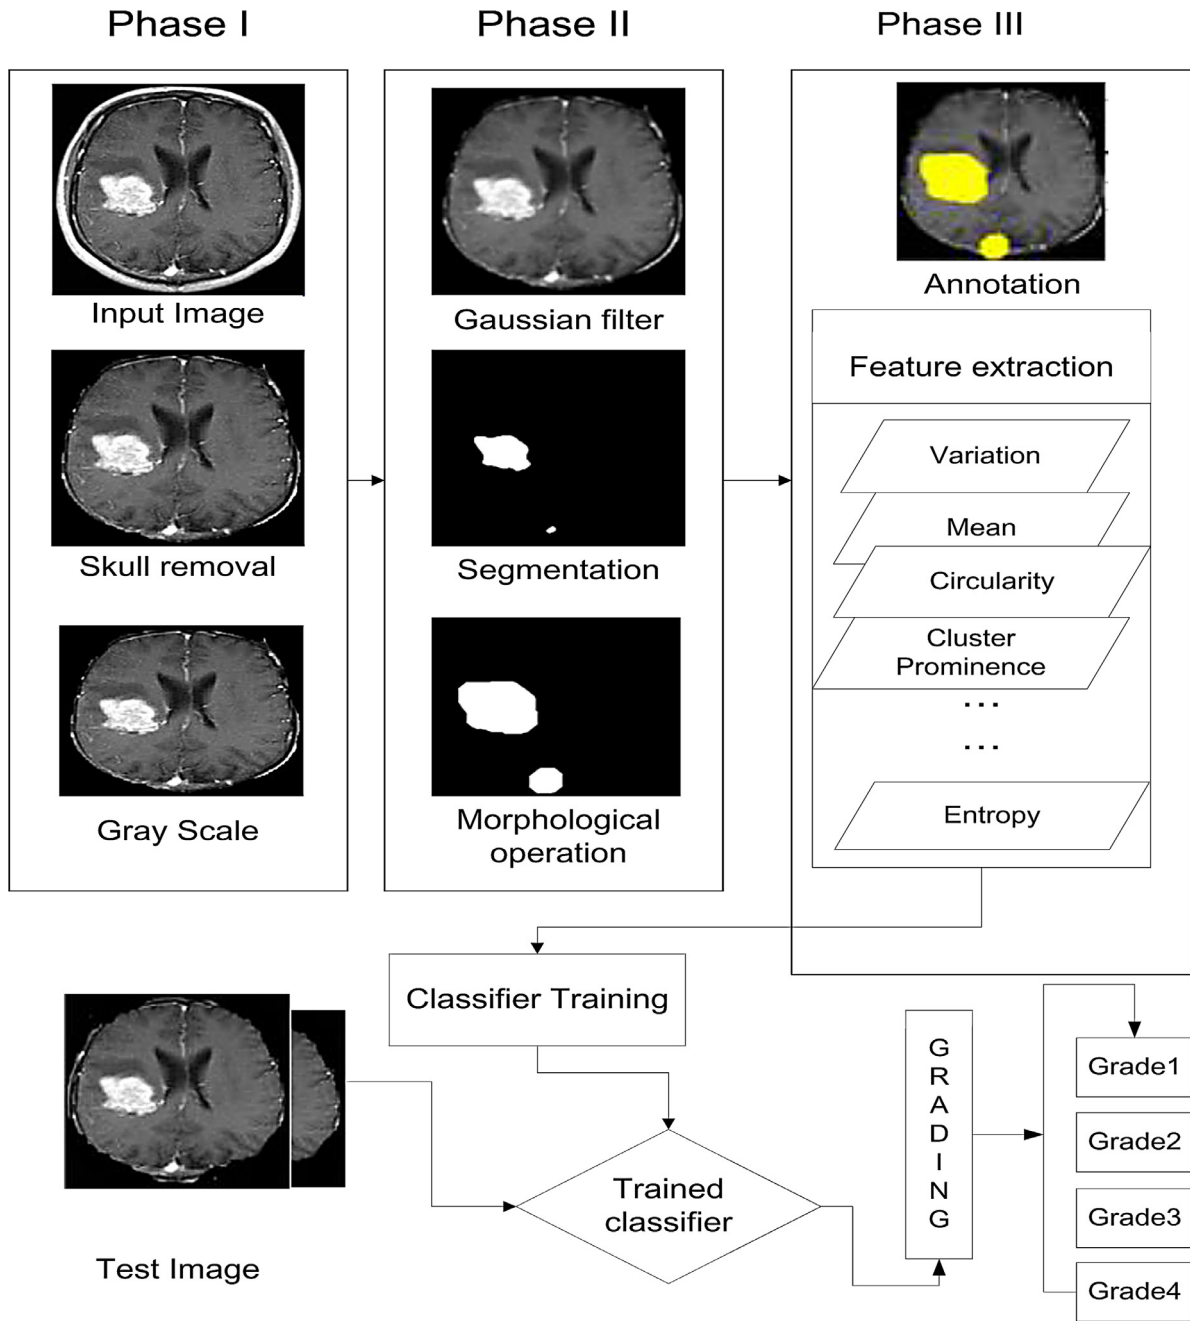 Phase I
Phase II
Phase III
Input Image
Skull removal
Gray Scale
Gaussian filter
Segmentation
Morphological
operation
Annotation
Feature extraction
Variation
Mean
Circularity
Cluster
Prominence
...
...
Entropy
Classifier Training
Test Image
Trained
classifier
GRADING
Grade1
Grade2
Grade3
Grade4